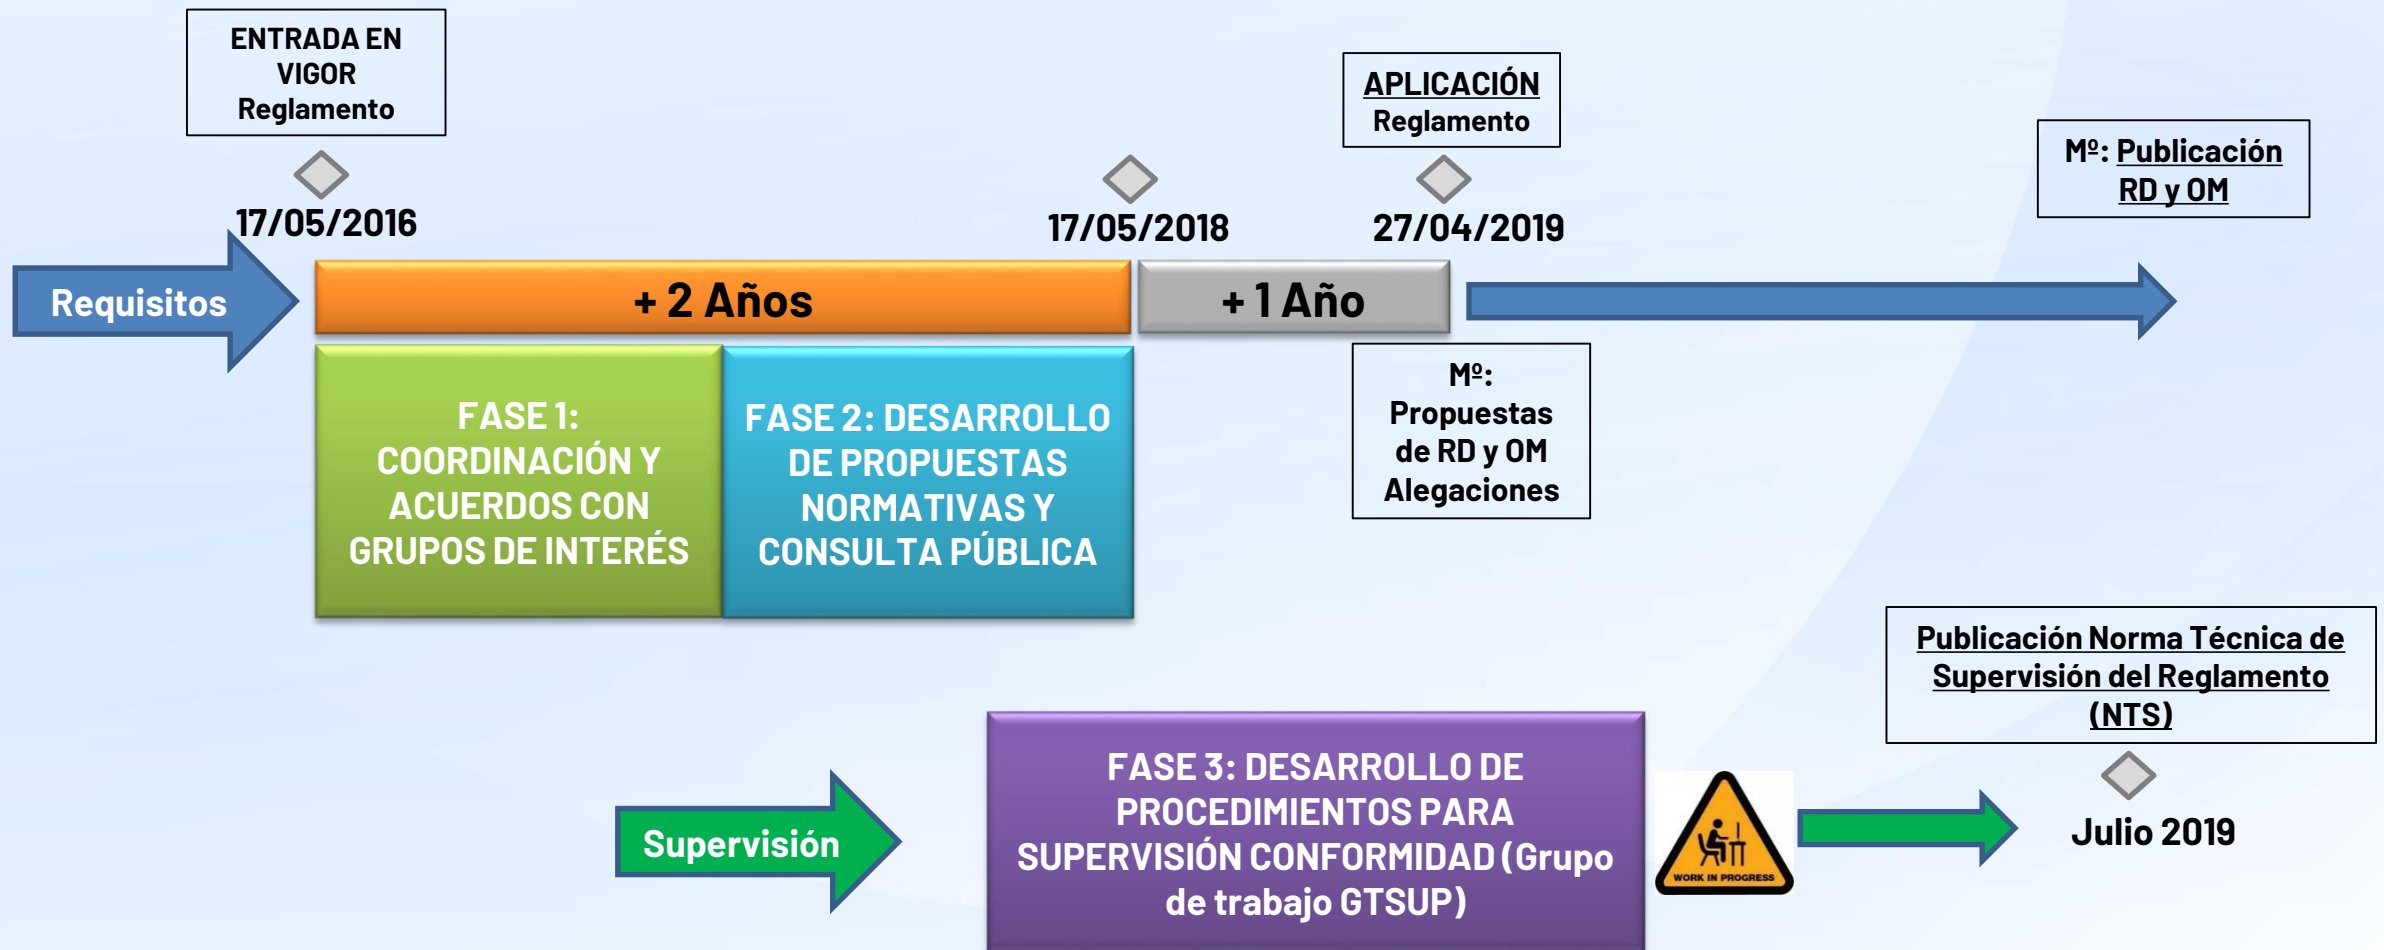 ENTRADA EN
VIGOR
Reglamento
17/05/2016
17/05/2018
APLICACIÓN
Reglamento
27/04/2019
Mº: Publicación
RD y OM
Requisitos
+ 2 Años
+ 1 Año
FASE 1:
COORDINACIÓN Y
ACUERDOS CON
GRUPOS DE INTERÉS
FASE 2: DESARROLLO
DE PROPUESTAS
NORMATIVAS Y
CONSULTA PÚBLICA
Mº:
Propuestas
de RD y OM
Alegaciones
Publicación Norma Técnica de
Supervisión del Reglamento
(NTS)
Julio 2019
Supervisión
FASE 3: DESARROLLO DE
PROCEDIMIENTOS PARA
SUPERVISIÓN CONFORMIDAD (Grupo
de trabajo GTSUP)
WORK IN PROGRESS